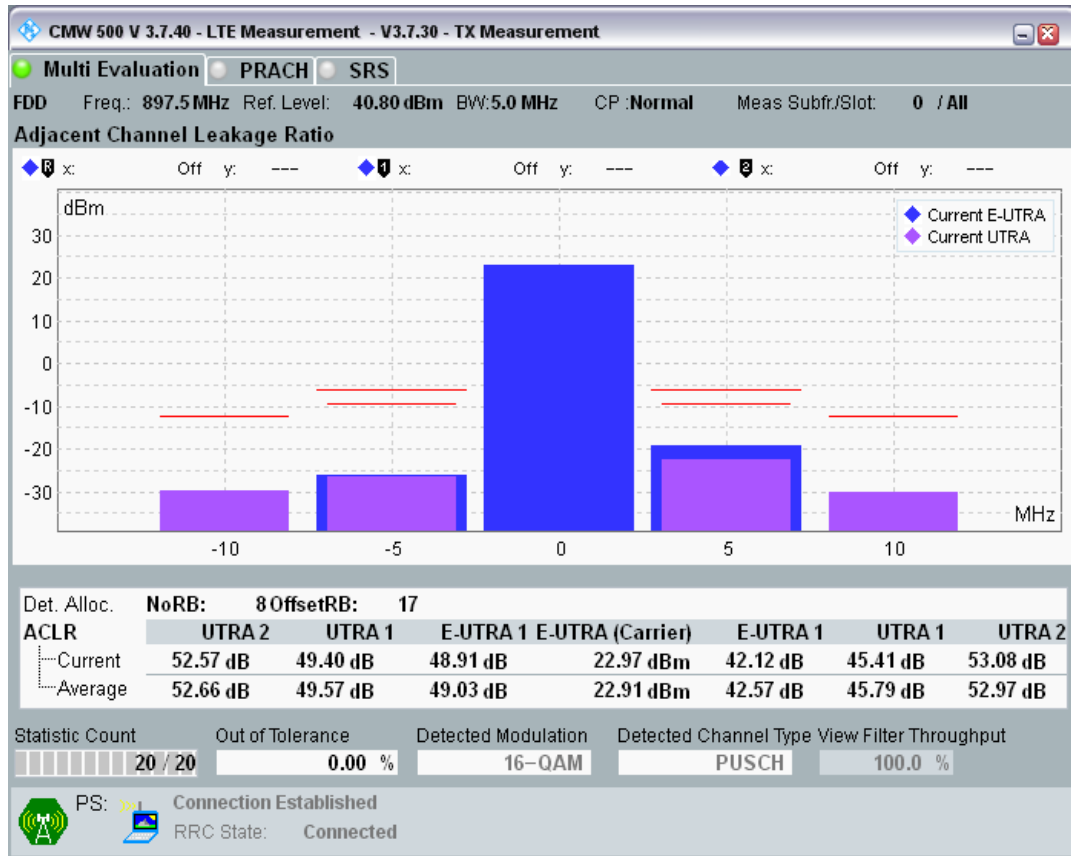 CMW 500 V 3.7.40 - LTE Measurement - V3.7.30 - TX Measurement
Multi Evaluation PRACH SRS
FDD Freq.: 897.5 MHz Ref. Level: 40.80 dBm BW:5.0 MHz CP :Normal Meas Subfr./Slot: 0 / All
Adjacent Channel Leakage Ratio
R x: Off y: --- 1 x: Off y: --- 2 x: Off y: ---
dBm
Current E-UTRA
Current UTRA
30
20
10
0
-10
-20
-30
MHz
-10 -5 0 5 10
Det. Alloc. NoRB: 8 OffsetRB: 17
ACLR UTRA 2 UTRA 1 E-UTRA 1 E-UTRA (Carrier) E-UTRA 1 UTRA 1 UTRA 2
Current 52.57 dB 49.40 dB 48.91 dB 22.97 dBm 42.12 dB 45.41 dB 53.08 dB
Average 52.66 dB 49.57 dB 49.03 dB 22.91 dBm 42.57 dB 45.79 dB 52.97 dB
Statistic Count Out of Tolerance Detected Modulation Detected Channel Type View Filter Throughput
20 / 20 0.00 % 16-QAM PUSCH 100.0 %
PS: Connection Established
RRC State: Connected